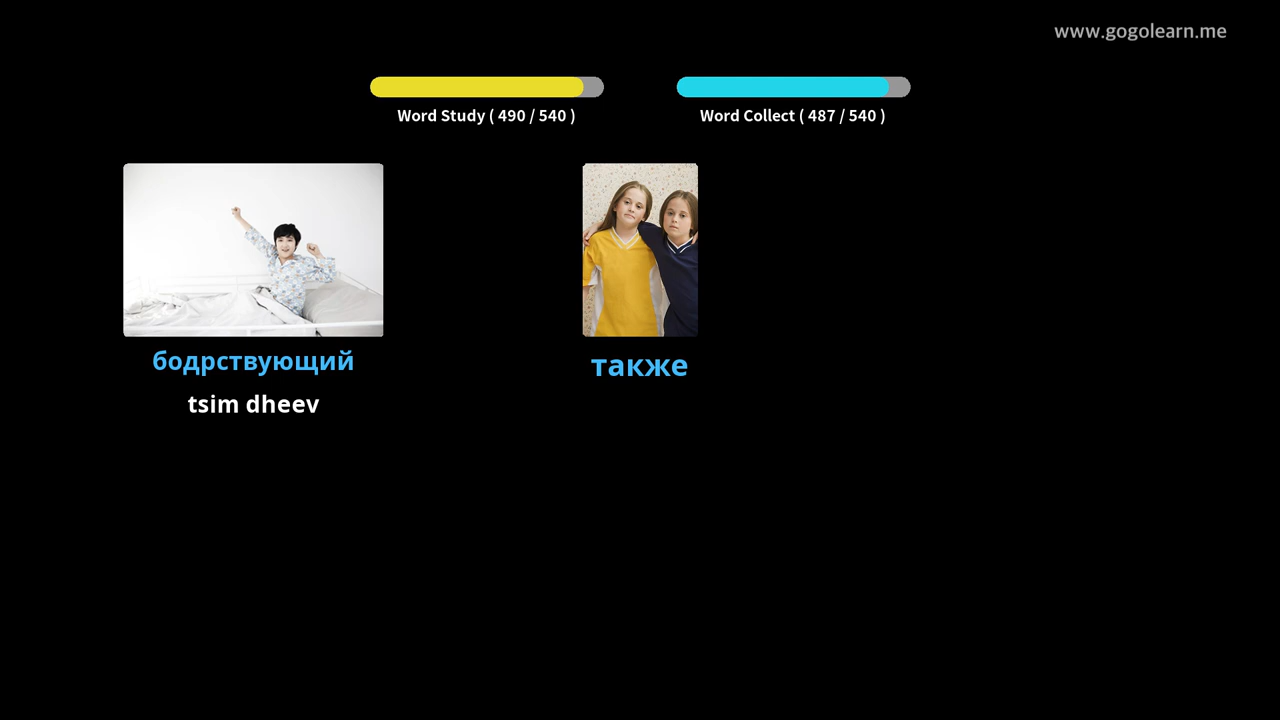 www.gogolearn.me
Word Study ( 490 / 540 )
Word Collect ( 487 / 540 )
бодрствующий
tsim dheev
также